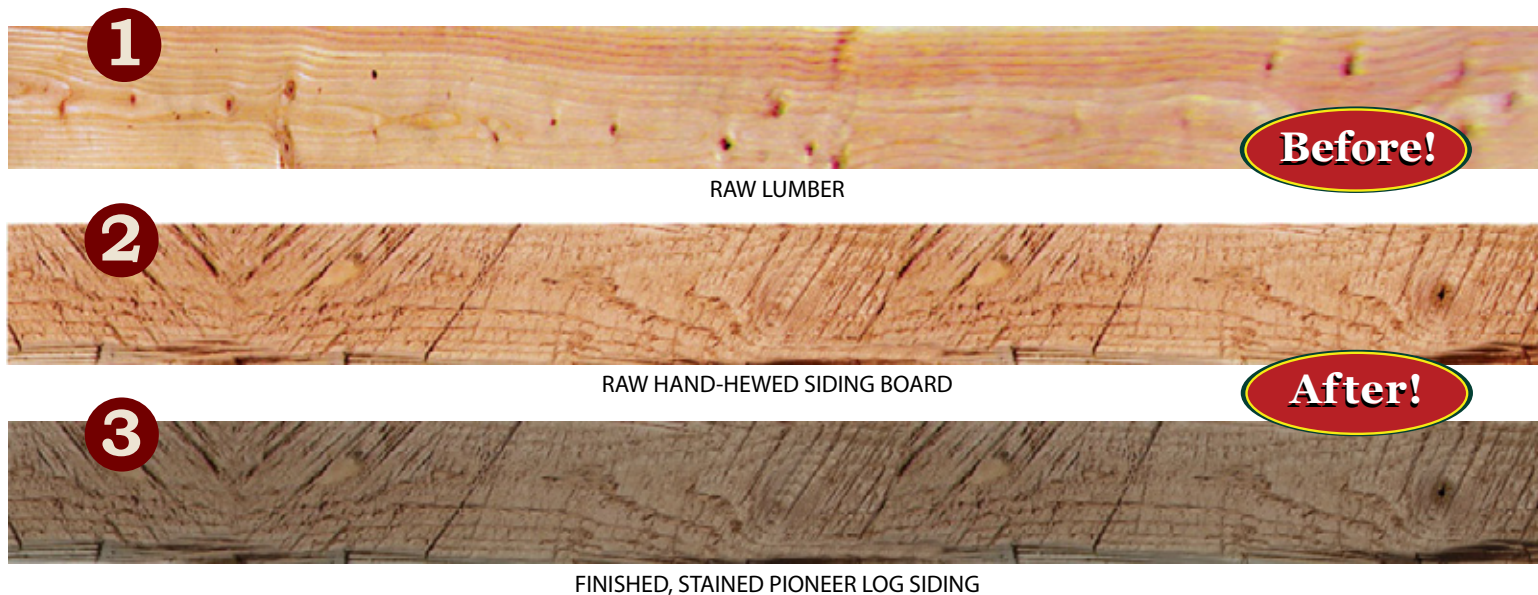 1
Before!
RAW LUMBER
2
RAW HAND-HEWED SIDING BOARD
After!
3
FINISHED, STAINED PIONEER LOG SIDING